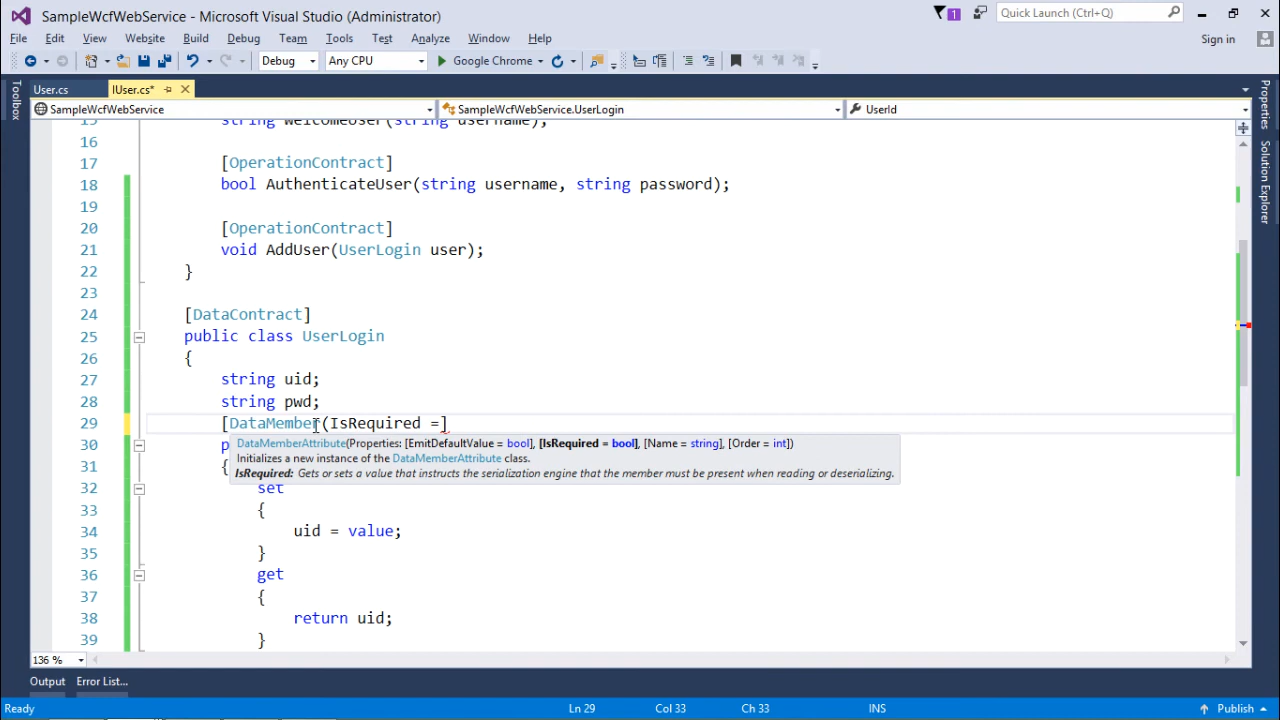 SampleWcfWebService - Microsoft Visual Studio (Administrator)
1
Quick Launch (Ctrl+Q)
File Edit View Website Build Debug Team Tools Test Analyze Window Help
Sign in
Debug Any CPU Google Chrome
Toolbox
User.cs IUser.cs*
Properties
Solution Explorer
SampleWcfWebService SampleWcfWebService.UserLogin UserId
15 string WelcomeUser(string username);
16
17 [OperationContract]
18 bool AuthenticateUser(string username, string password);
19
20 [OperationContract]
21 void AddUser(UserLogin user);
22 }
23
24 [DataContract]
25 public class UserLogin
26 {
27 string uid;
28 string pwd;
29 [DataMember(IsRequired =]
30 p
DataMemberAttribute(Properties: [EmitDefaultValue = bool], [IsRequired = bool], [Name = string], [Order = int])
Initializes a new instance of the DataMemberAttribute class.
31 {
IsRequired: Gets or sets a value that instructs the serialization engine that the member must be present when reading or deserializing.
32 set
33 {
34 uid = value;
35 }
36 get
37 {
38 return uid;
39 }
136 %
Output Error List...
Ready Ln 29 Col 33 Ch 33 INS Publish